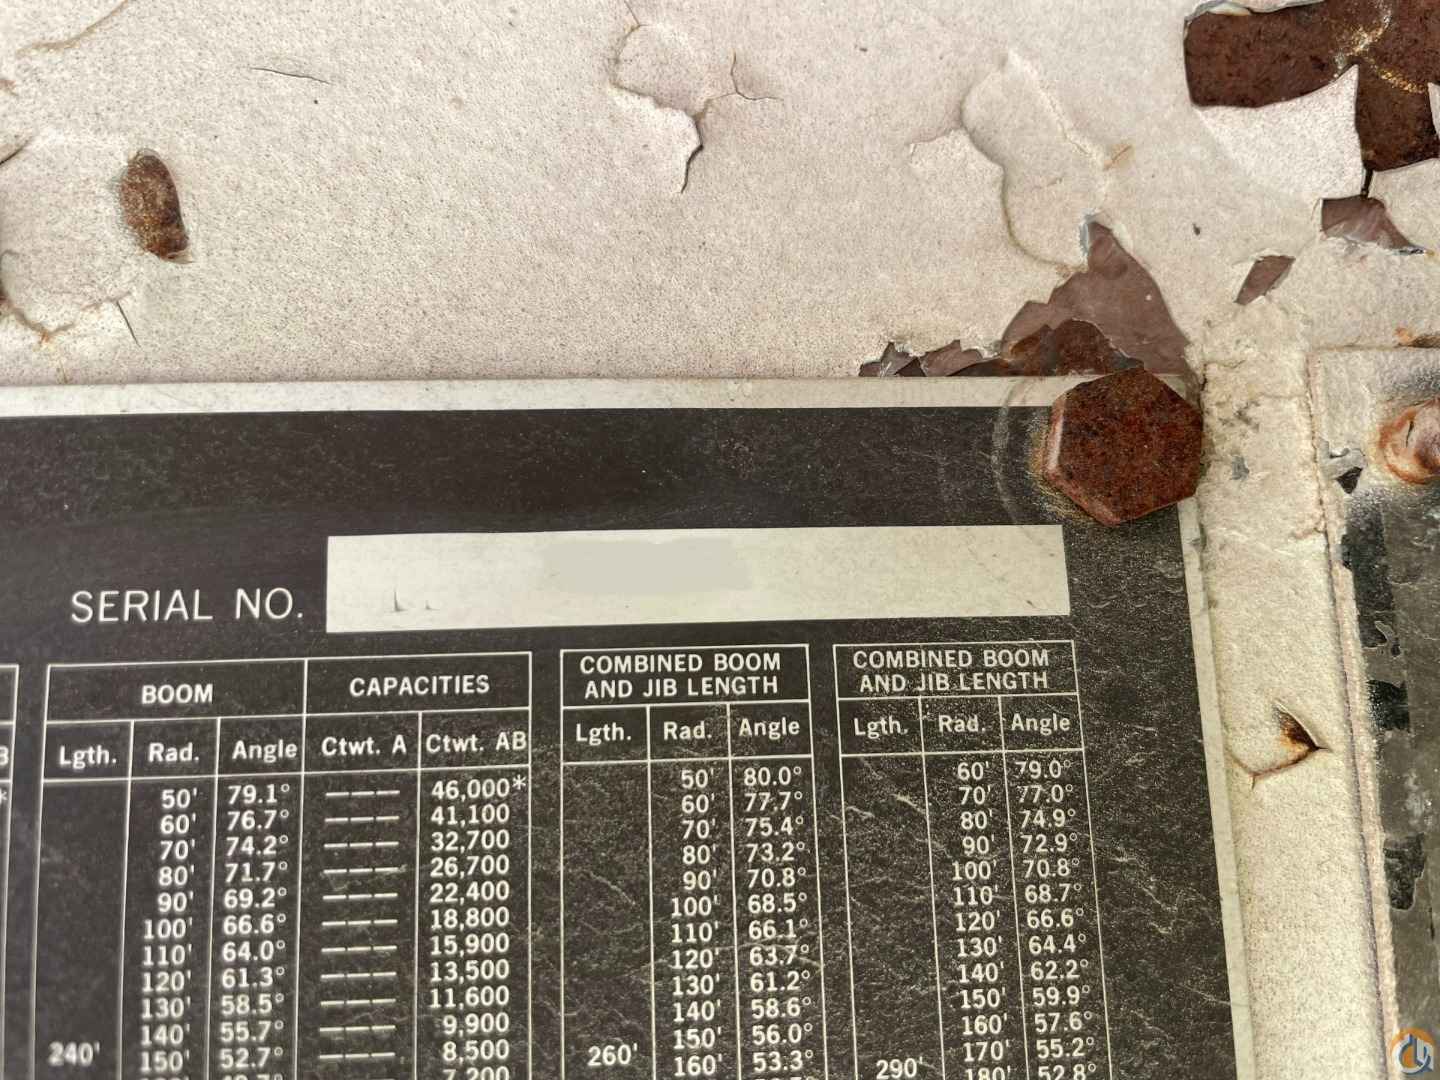 SERIAL NO.
BOOM CAPACITIES
Lgth. Rad. Angle Ctwt. A Ctwt. AB
50' 79.1° ——— 46,000*
60' 76.7° ——— 41,100
70' 74.2° ——— 32,700
80' 71.7° ——— 26,700
90' 69.2° ——— 22,400
100' 66.6° ——— 18,800
110' 64.0° ——— 15,900
120' 61.3° ——— 13,500
130' 58.5° ——— 11,600
140' 55.7° ——— 9,900
240' 150' 52.7° ——— 8,500
7,200
COMBINED BOOM
AND JIB LENGTH
Lgth. Rad. Angle
50' 80.0°
60' 77.7°
70' 75.4°
80' 73.2°
90' 70.8°
100' 68.5°
110' 66.1°
120' 63.7°
130' 61.2°
140' 58.6°
150' 56.0°
260' 160' 53.3°
COMBINED BOOM
AND JIB LENGTH
Lgth. Rad. Angle
60' 79.0°
70' 77.0°
80' 74.9°
90' 72.9°
100' 70.8°
110' 68.7°
120' 66.6°
130' 64.4°
140' 62.2°
150' 59.9°
160' 57.6°
170' 55.2°
290' 180' 52.8°